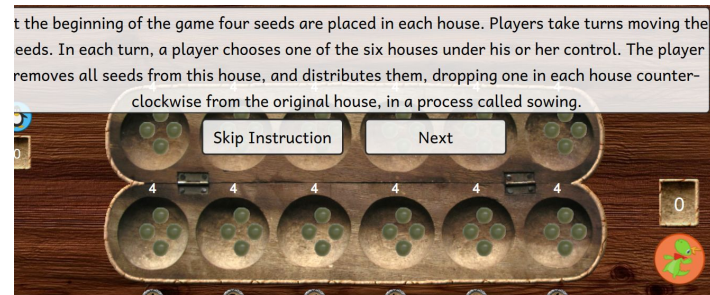 t the beginning of the game four seeds are placed in each house. Players take turns moving the
eeds. In each turn, a player chooses one of the six houses under his or her control. The player
removes all seeds from this house, and distributes them, dropping one in each house counter-
clockwise from the original house, in a process called sowing.
Skip Instruction Next
0
4 4 4 4 4 4
0